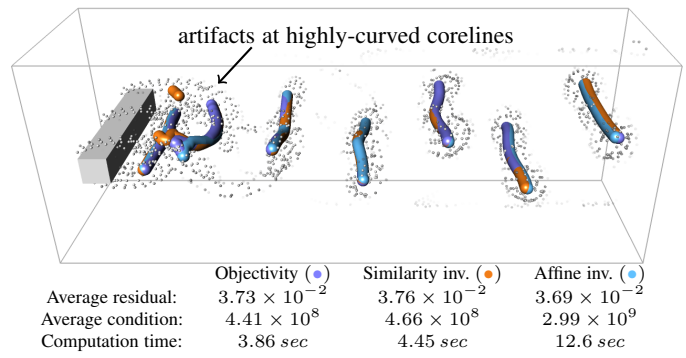 artifacts at highly-curved corelines
Objectivity (●) Similarity inv. (●) Affine inv. (●)
Average residual: 3.73 × 10⁻² 3.76 × 10⁻² 3.69 × 10⁻²
Average condition: 4.41 × 10⁸ 4.66 × 10⁸ 2.99 × 10⁹
Computation time: 3.86 sec 4.45 sec 12.6 sec